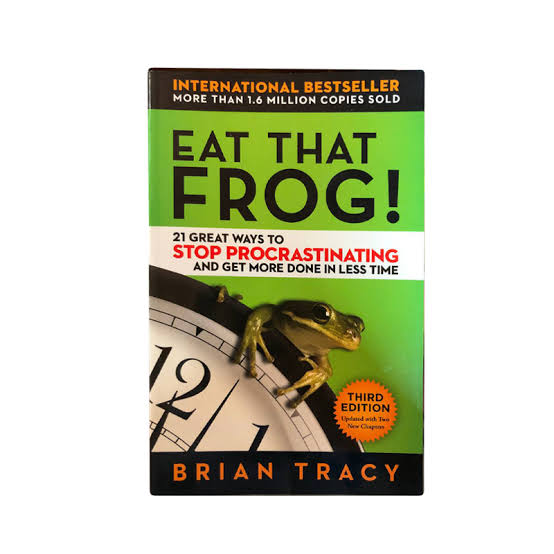 INTERNATIONAL BESTSELLER
MORE THAN 1.6 MILLION COPIES SOLD
EAT THAT
FROG!
21 GREAT WAYS TO
STOP PROCRASTINATING
AND GET MORE DONE IN LESS TIME
12
1
THIRD
EDITION
Updated with Two
New Chapters
BRIAN TRACY